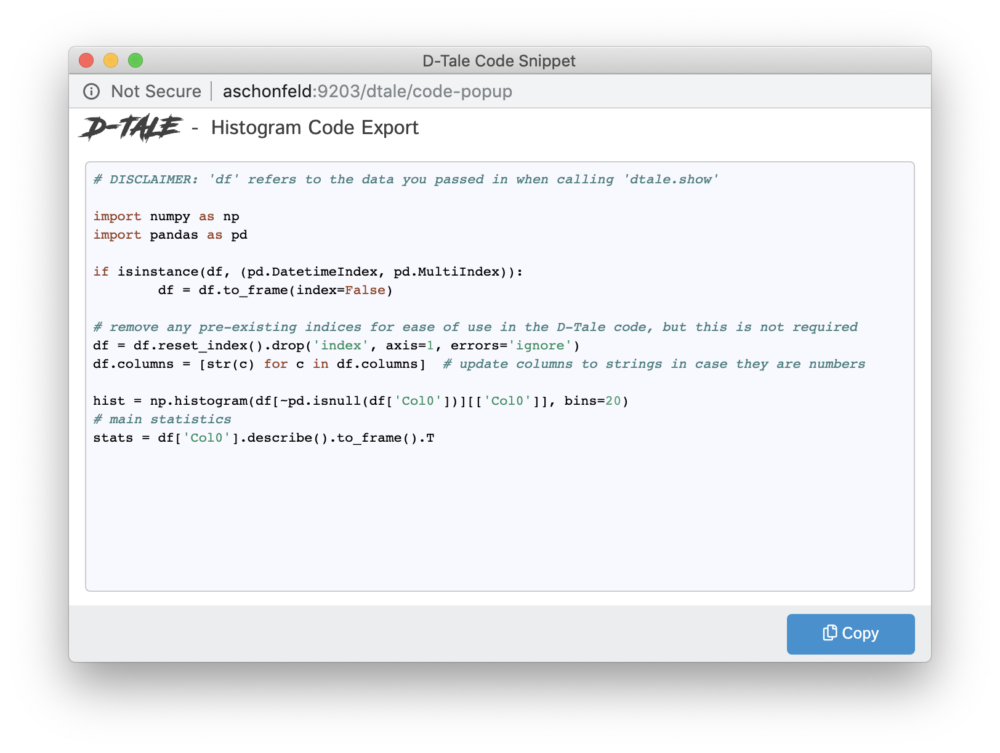 D-Tale Code Snippet
Not Secure | aschonfeld:9203/dtale/code-popup
D-TALE - Histogram Code Export
# DISCLAIMER: 'df' refers to the data you passed in when calling 'dtale.show'
import numpy as np
import pandas as pd
if isinstance(df, (pd.DatetimeIndex, pd.MultiIndex)):
        df = df.to_frame(index=False)
# remove any pre-existing indices for ease of use in the D-Tale code, but this is not required
df = df.reset_index().drop('index', axis=1, errors='ignore')
df.columns = [str(c) for c in df.columns]  # update columns to strings in case they are numbers
hist = np.histogram(df[~pd.isnull(df['Col0'])][['Col0']], bins=20)
# main statistics
stats = df['Col0'].describe().to_frame().T
Copy